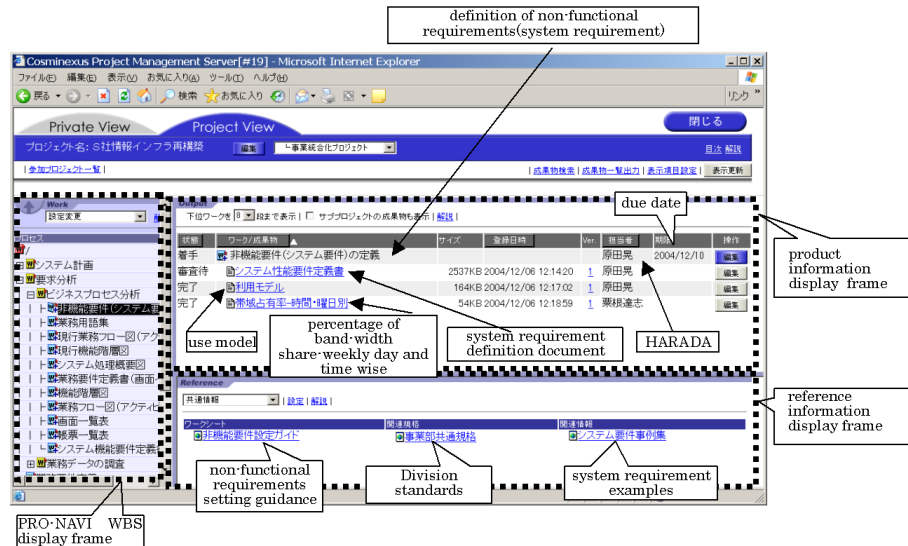 definition of non-functional
requirements(system requirement)
Cosminexus Project Management Server[#19] - Microsoft Internet Explorer
ファイル(E) 編集(E) 表示(V) お気に入り(A) ツール(T) ヘルプ(H)
戻る 検索 お気に入り リンク »
Private View Project View 閉じる
プロジェクト名: S社情報インフラ再構築 編集 └事業統合化プロジェクト 目次 解説
| 参加プロジェクト一覧 | | 成果物検索 | 成果物一覧出力 | 表示項目設定 | 表示更新
Work
設定変更
Output
下位ワークを 8 段まで表示 | サブプロジェクトの成果物も表示 | 解説 |
due date
状態 ワーク/成果物 サイズ 登録日時 Ver. 担当者 期限 操作
着手 非機能要件(システム要件)の定義 原田晃 2004/12/10 編集
審査待 システム性能要件定義書 2537KB 2004/12/06 12:14:20 1 原田晃 編集
完了 利用モデル 164KB 2004/12/06 12:17:02 1 原田晃 編集
完了 帯域占有率-時間・曜日別 54KB 2004/12/06 12:18:59 1 粟根達志 編集
product
information
display frame
use model
percentage of
band-width
share-weekly day and
time wise
system requirement
definition document
HARADA
プロセス
/
システム計画
要求分析
ビジネスプロセス分析
非機能要件(システム要
業務用語集
現行業務フロー図(アク
現行機能階層図
システム処理概要図
業務要件定義書(画面
機能階層図
業務フロー図(アクティビ
画面一覧表
帳票一覧表
システム機能要件定義
業務データの調査
Reference
共通情報 | 設定 | 解説 |
ワークシート 関連規格 関連情報
非機能要件設定ガイド 事業部共通規格 システム要件事例集
reference
information
display frame
non-functional
requirements
setting guidance
Division
standards
system requirement
examples
PRO-NAVI WBS
display frame